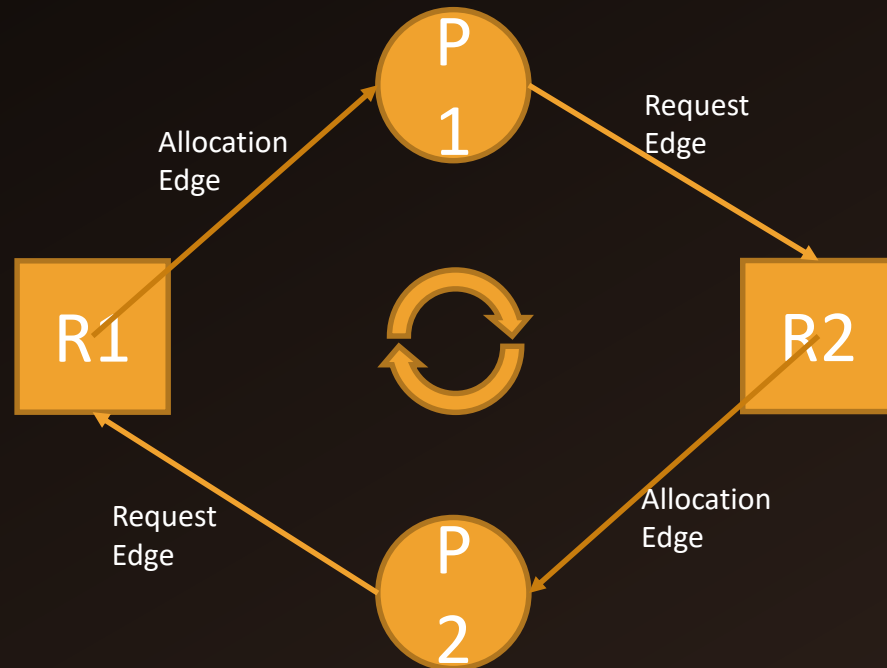 P
1
Request
Edge
Allocation
Edge
R1
R2
Allocation
Edge
Request
Edge
P
2